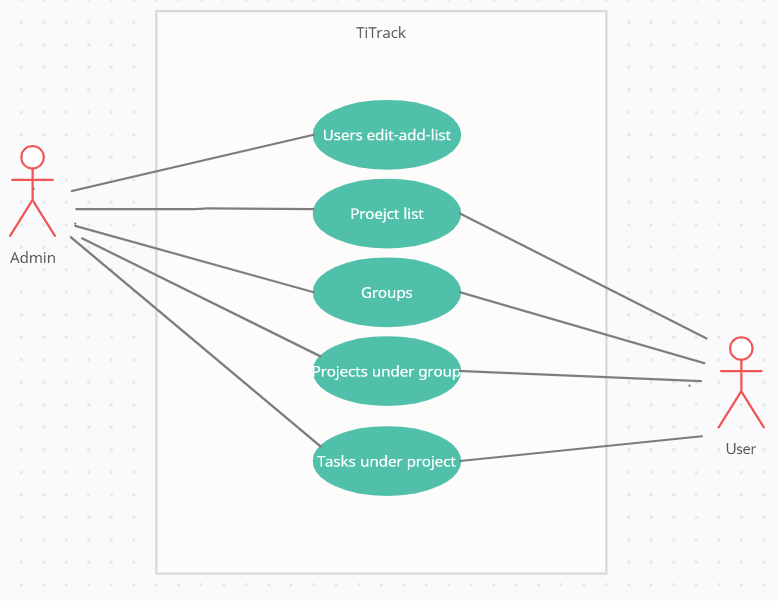 TiTrack
Users edit-add-list
Proejct list
Admin
Groups
Projects under group
User
Tasks under project